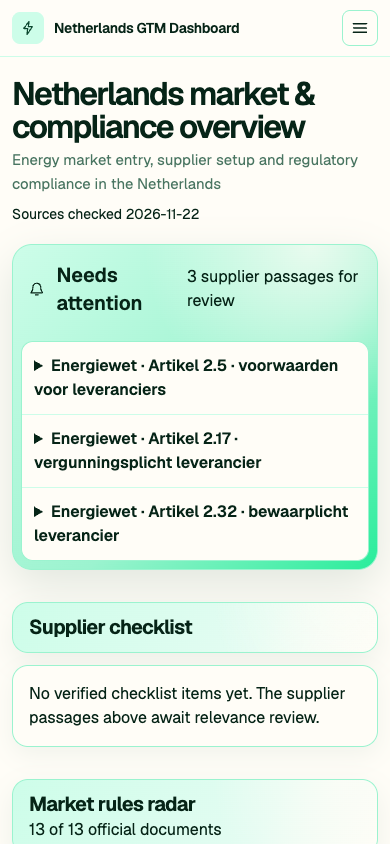 Netherlands GTM Dashboard
Netherlands market &
compliance overview
Energy market entry, supplier setup and regulatory
compliance in the Netherlands
Sources checked 2026-11-22
Needs
attention
3 supplier passages for
review
Energiewet · Artikel 2.5 · voorwaarden
voor leveranciers
Energiewet · Artikel 2.17 ·
vergunningsplicht leverancier
Energiewet · Artikel 2.32 · bewaarplicht
leverancier
Supplier checklist
No verified checklist items yet. The supplier
passages above await relevance review.
Market rules radar
13 of 13 official documents